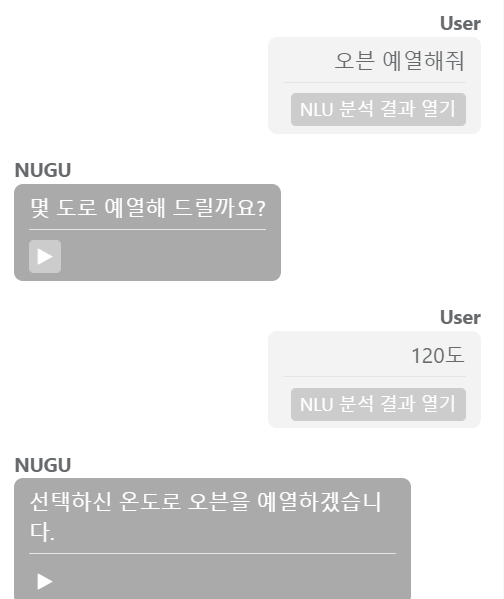 User
오븐 예열해줘
NLU 분석 결과 열기
NUGU
몇 도로 예열해 드릴까요?
User
120도
NLU 분석 결과 열기
NUGU
선택하신 온도로 오븐을 예열하겠습니
다.